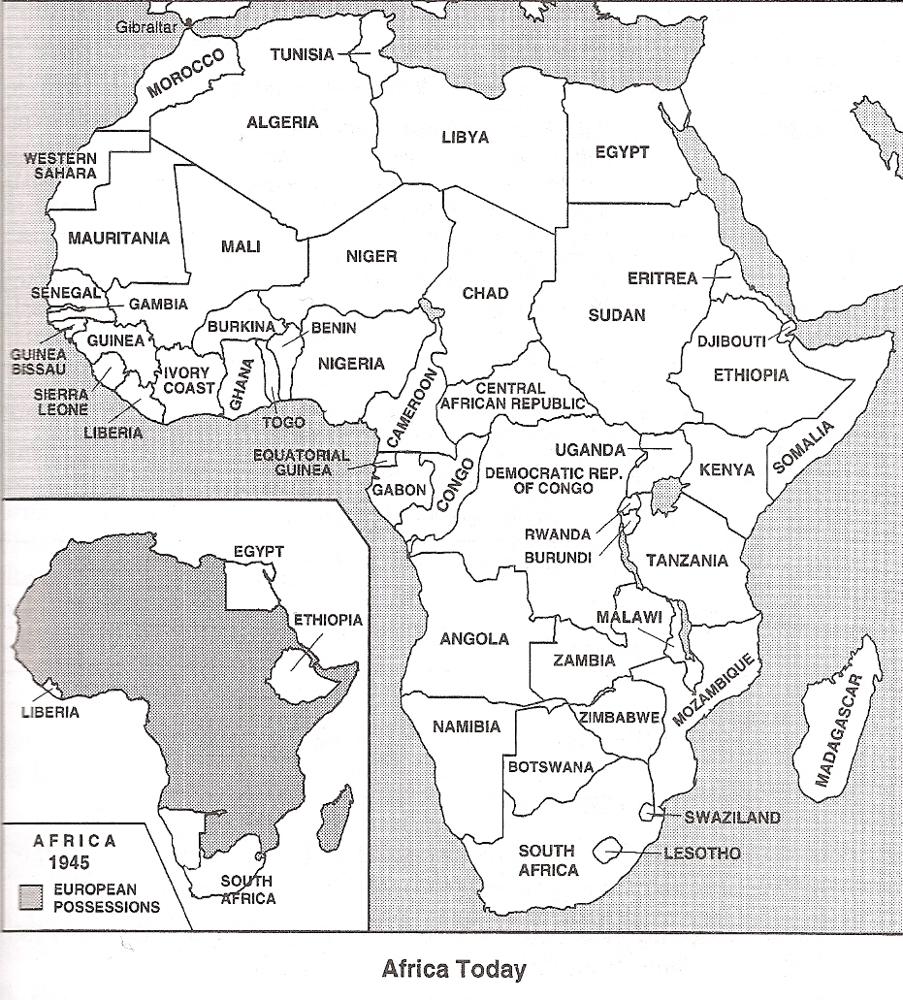 Gibraltar
TUNISIA
MOROCCO
ALGERIA
LIBYA
EGYPT
WESTERN
SAHARA
MAURITANIA
MALI
NIGER
CHAD
SUDAN
ERITREA
SENEGAL
GAMBIA
BURKINA
BENIN
GUINEA
NIGERIA
DJIBOUTI
ETHIOPIA
GUINEA
BISSAU
IVORY
COAST
GHANA
CAMEROON
CENTRAL
AFRICAN REPUBLIC
SIERRA
LEONE
LIBERIA
TOGO
SOMALIA
EQUATORIAL
GUINEA
UGANDA
KENYA
GABON
CONGO
DEMOCRATIC REP.
OF CONGO
RWANDA
BURUNDI
TANZANIA
MALAWI
ANGOLA
ZAMBIA
MOZAMBIQUE
NAMIBIA
ZIMBABWE
BOTSWANA
MADAGASCAR
SWAZILAND
SOUTH
AFRICA
LESOTHO
EGYPT
ETHIOPIA
LIBERIA
SOUTH
AFRICA
AFRICA
1945
EUROPEAN
POSSESSIONS
Africa Today